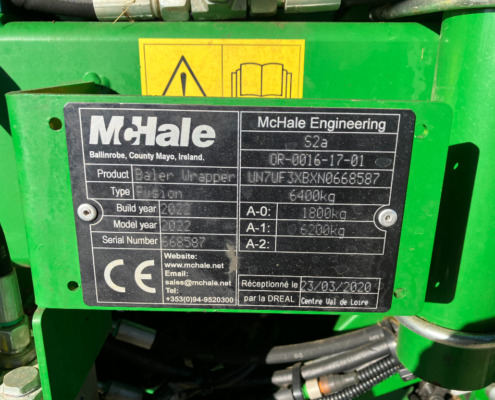 McHale
Ballinrobe, County Mayo, Ireland.
Product Baler Wrapper
Type Fusion
Build year 2022
Model year 2022
Serial Number 668587
CE
Website:
www.mchale.net
Email:
sales@mchale.net
Tel:
+353(0)94-9520300
McHale Engineering
S2a
OR-0016-17-01
UN7UF3XBXN0668587
6400kg
A-0: 1800kg
A-1: 6200kg
A-2:
Réceptionné le 23/03/2020
par la DREAL Centre Val de Loire